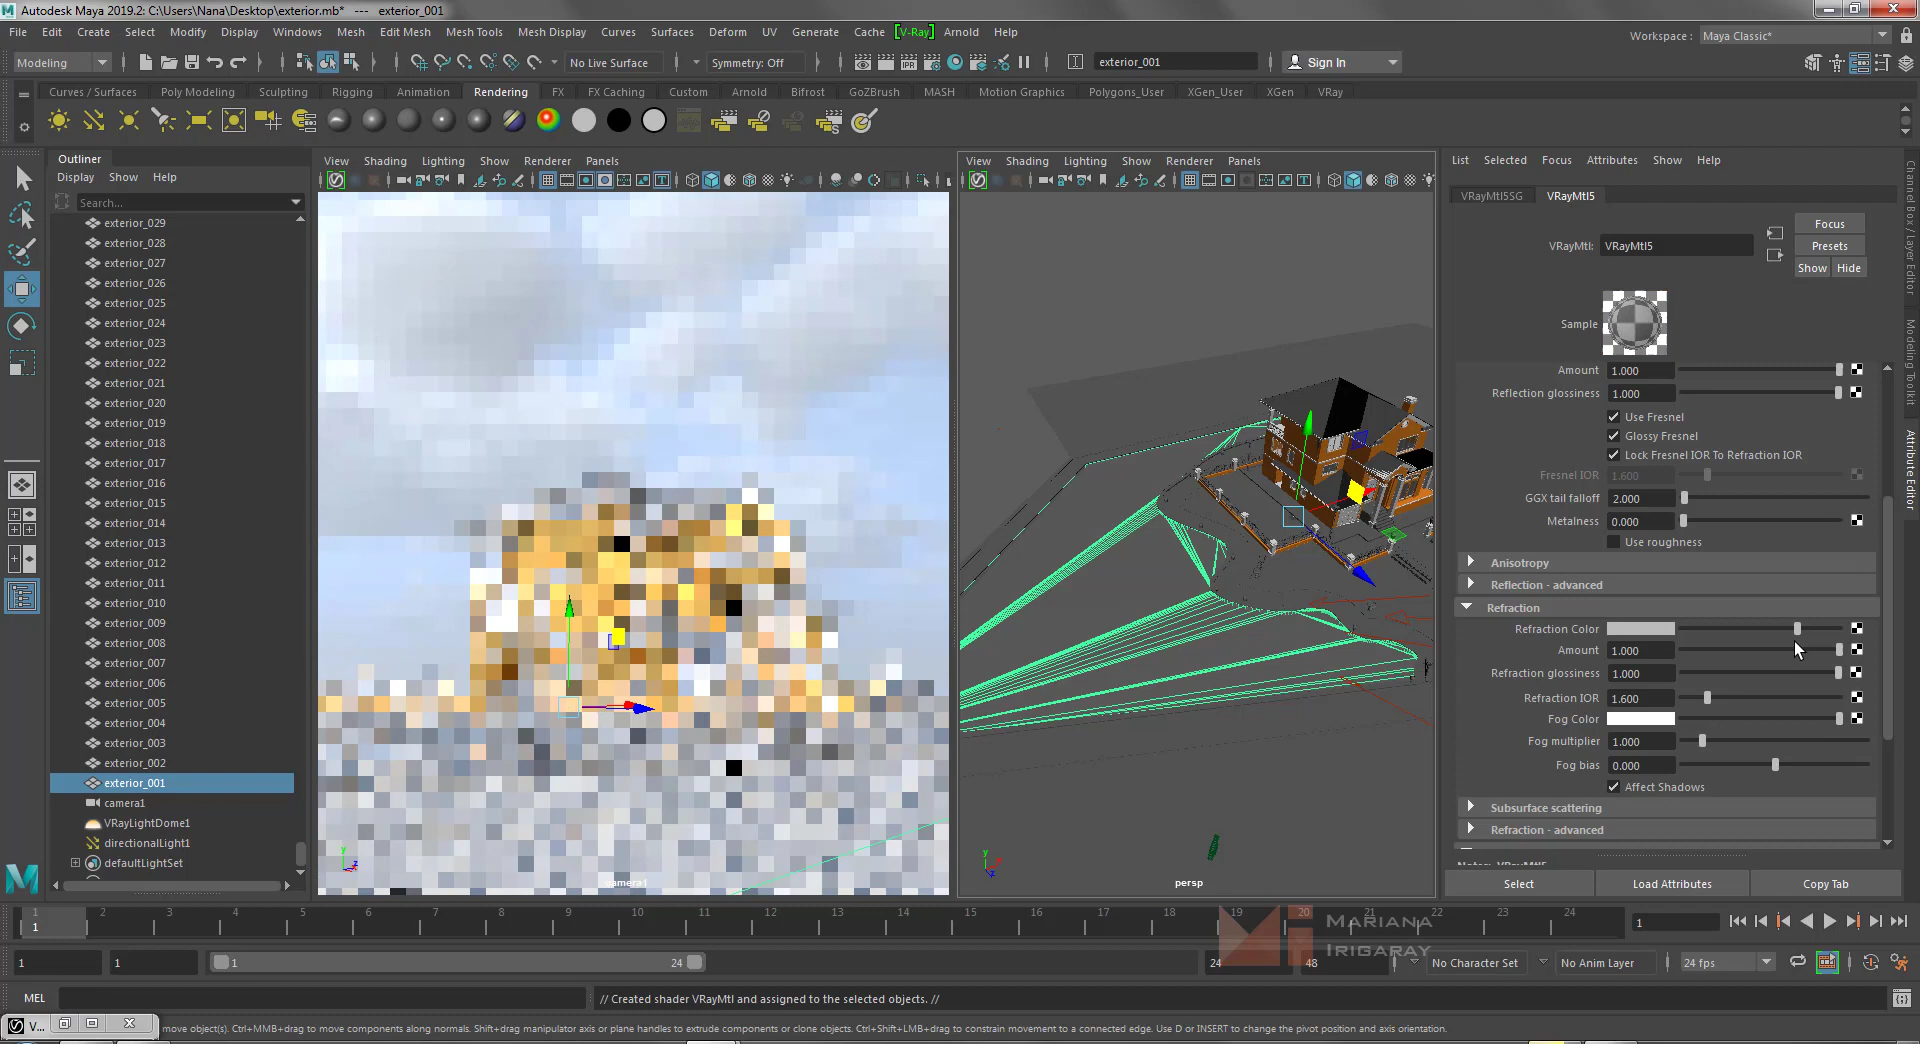 Autodesk Maya 2019.2: C:\Users\Nana\Desktop\exterior.mb* --- exterior_001
File Edit Create Select Modify Display Windows Mesh Edit Mesh Mesh Tools Mesh Display Curves Surfaces Deform UV Generate Cache [V-Ray] Arnold Help
Workspace : Maya Classic*
Modeling No Live Surface Symmetry: Off IPR exterior_001 Sign In
Curves / Surfaces Poly Modeling Sculpting Rigging Animation Rendering FX FX Caching Custom Arnold Bifrost GoZBrush MASH Motion Graphics Polygons_User XGen_User XGen VRay
Outliner
Display Show Help
Search...
exterior_029
exterior_028
exterior_027
exterior_026
exterior_025
exterior_024
exterior_023
exterior_022
exterior_021
exterior_020
exterior_019
exterior_018
exterior_017
exterior_016
exterior_015
exterior_014
exterior_013
exterior_012
exterior_011
exterior_010
exterior_009
exterior_008
exterior_007
exterior_006
exterior_005
exterior_004
exterior_003
exterior_002
exterior_001
camera1
VRayLightDome1
directionalLight1
defaultLightSet
View Shading Lighting Show Renderer Panels
camera1
View Shading Lighting Show Renderer Panels
persp
List Selected Focus Attributes Show Help
VRayMtl5SG VRayMtl5
Focus
VRayMtl: VRayMtl5 Presets
Show Hide
Sample
Amount 1.000
Reflection glossiness 1.000
Use Fresnel
Glossy Fresnel
Lock Fresnel IOR To Refraction IOR
Fresnel IOR 1.600
GGX tail falloff 2.000
Metalness 0.000
Use roughness
Anisotropy
Reflection - advanced
Refraction
Refraction Color
Amount 1.000
Refraction glossiness 1.000
Refraction IOR 1.600
Fog Color
Fog multiplier 1.000
Fog bias 0.000
Affect Shadows
Subsurface scattering
Refraction - advanced
Notes: VRayMtl5
Select Load Attributes Copy Tab
Channel Box / Layer Editor
Modeling Toolkit
Attribute Editor
1 2 3 4 5 6 7 8 9 10 11 12 13 14 15 16 17 18 19 20 21 22 23 24
1 1
MARIANA
IRIGARAY
1 1 1 24 24 48 No Character Set No Anim Layer 24 fps
MEL // Created shader VRayMtl and assigned to the selected objects. //
V... move object(s). Ctrl+MMB+drag to move components along normals. Shift+drag manipulator axis or plane handles to extrude components or clone objects. Ctrl+Shift+LMB+drag to constrain movement to a connected edge. Use D or INSERT to change the pivot position and axis orientation.